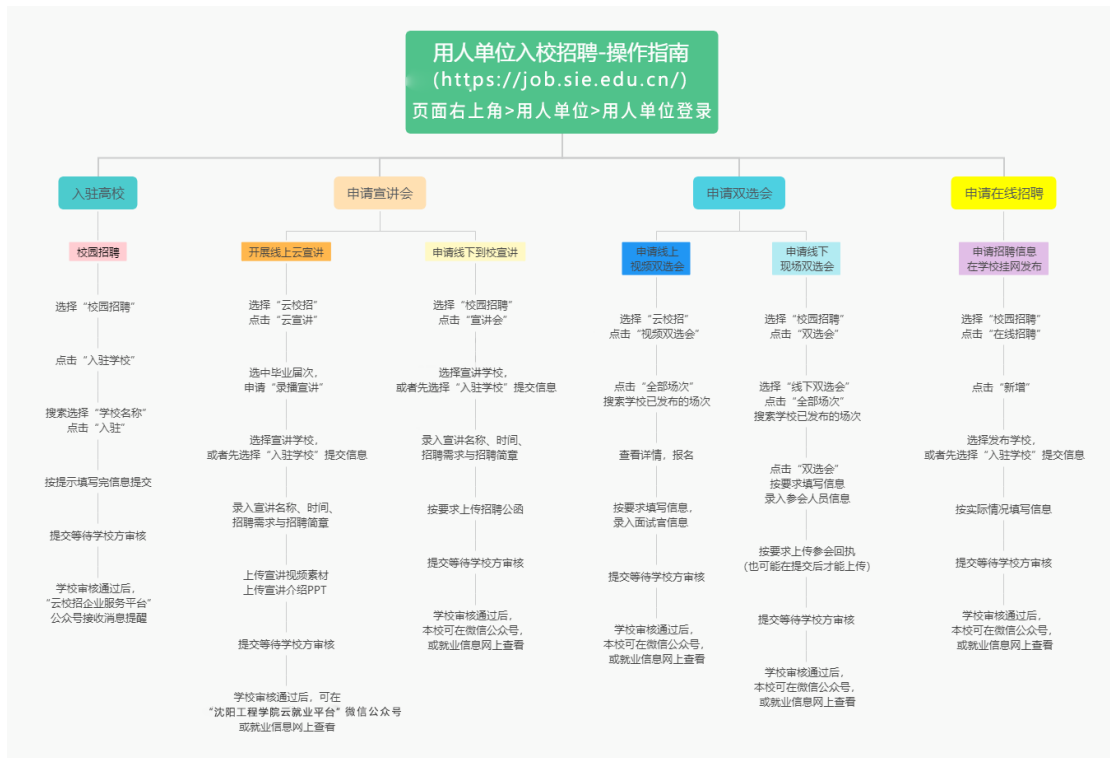 用人单位入校招聘-操作指南
(https://job.sie.edu.cn/)
页面右上角>用人单位>用人单位登录
入驻高校
校园招聘
选择“校园招聘”
点击“入驻学校”
搜素选择“学校名称”
点击“入驻”
按提示填写完信息提交
提交等待学校方审核
学校审核通过后，
“云校招企业服务平台”
公众号接收消息提醒
申请宣讲会
开展线上云宣讲
选择“云校招”
点击“云宣讲”
选中毕业届次，
申请“录播宣讲”
选择宣讲学校，
或者先选择“入驻学校”提交信息
录入宣讲名称、时间、
招聘需求与招聘简章
上传宣讲视频素材
上传宣讲介绍PPT
提交等待学校方审核
学校审核通过后，可在
“沈阳工程学院云就业平台”微信公众号
或就业信息网上查看
申请线下到校宣讲
选择“校园招聘”
点击“宣讲会”
选择宣讲学校，
或者先选择“入驻学校”提交信息
录入宣讲名称、时间、
招聘需求与招聘简章
按要求上传招聘公函
提交等待学校方审核
学校审核通过后，
本校可在微信公众号，
或就业信息网上查看
申请双选会
申请线上
视频双选会
选择“云校招”
点击“视频双选会”
点击“全部场次”
搜素学校已发布的场次
查看详情，报名
按要求填写信息，
录入面试官信息
提交等待学校方审核
学校审核通过后，
本校可在微信公众号，
或就业信息网上查看
申请线下
现场双选会
选择“校园招聘”
点击“双选会”
选择“线下双选会”
点击“全部场次”
搜素学校已发布的场次
点击“双选会”
按要求填写信息
录入参会人员信息
按要求上传参会回执
(也可能在提交后才能上传)
提交等待学校方审核
学校审核通过后，
本校可在微信公众号，
或就业信息网上查看
申请在线招聘
申请招聘信息
在学校挂网发布
选择“校园招聘”
点击“在线招聘”
点击“新增”
选择发布学校，
或者先选择“入驻学校”提交信息
按实际情况填写信息
提交等待学校方审核
学校审核通过后，
本校可在微信公众号，
或就业信息网上查看